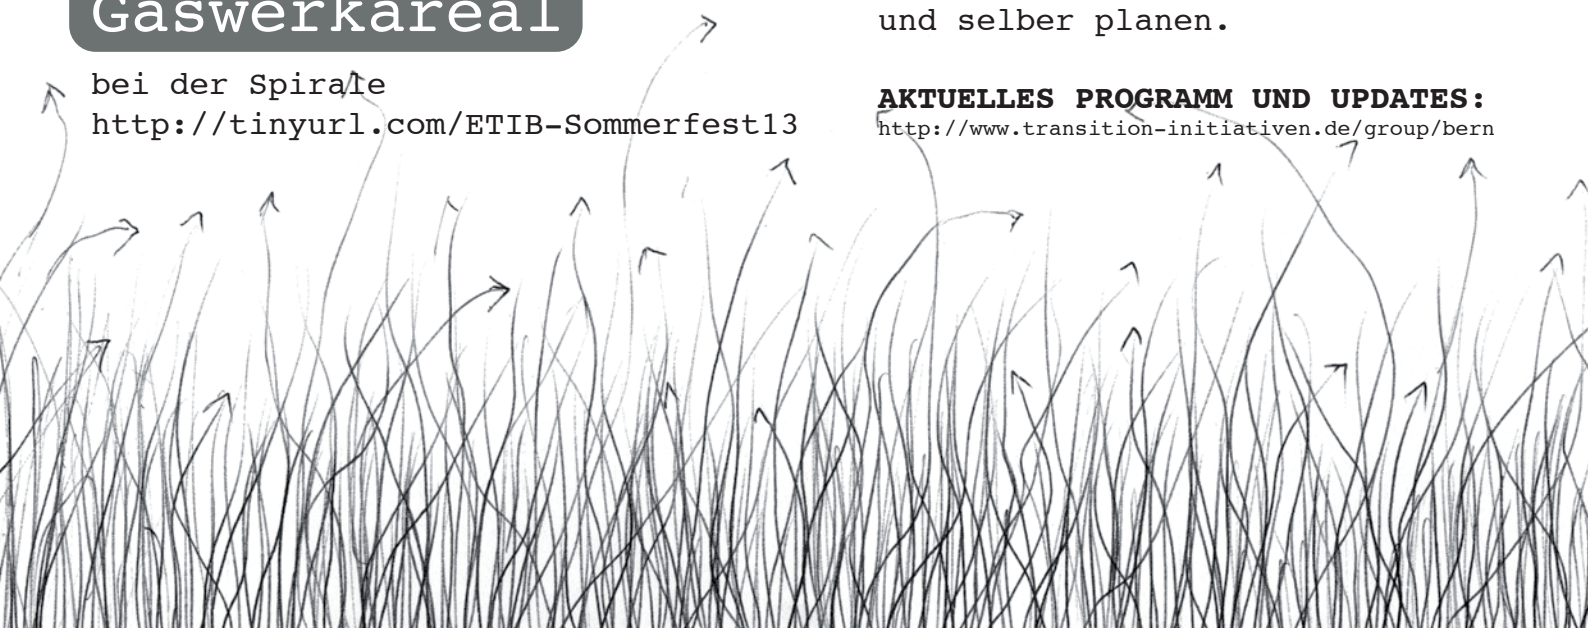 Gaswerkareal
bei der Spirale
http://tinyurl.com/ETIB-Sommerfest13
und selber planen.
AKTUELLES PROGRAMM UND UPDATES:
http://www.transition-initiativen.de/group/bern